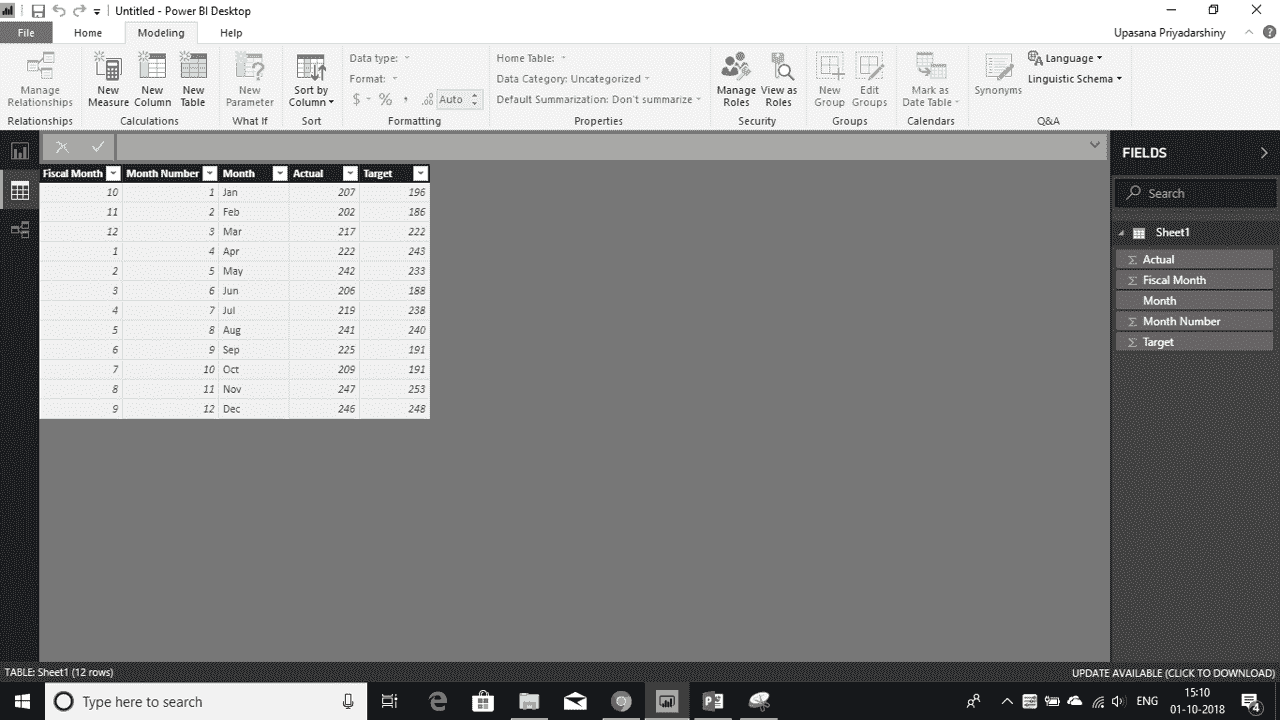 Untitled - Power BI Desktop
File Home Modeling Help Upasana Priyadarshiny
Manage Relationships
New Measure
New Column
New Table
New Parameter
Sort by Column
Data type:
Format:
$ % , .00 Auto
Home Table:
Data Category: Uncategorized
Default Summarization: Don't summarize
Manage Roles
View as Roles
New Group
Edit Groups
Mark as Date Table
Synonyms
Language
Linguistic Schema
Relationships Calculations What If Sort Formatting Properties Security Groups Calendars Q&A
FIELDS
Search
Sheet1
Actual
Fiscal Month
Month
Month Number
Target
Fiscal Month Month Number Month Actual Target
10 1 Jan 207 196
11 2 Feb 202 186
12 3 Mar 217 222
1 4 Apr 222 243
2 5 May 242 233
3 6 Jun 206 188
4 7 Jul 219 238
5 8 Aug 241 240
6 9 Sep 225 191
7 10 Oct 209 191
8 11 Nov 247 253
9 12 Dec 246 248
TABLE: Sheet1 (12 rows) UPDATE AVAILABLE (CLICK TO DOWNLOAD)
Type here to search
ENG
15:10
01-10-2018
4